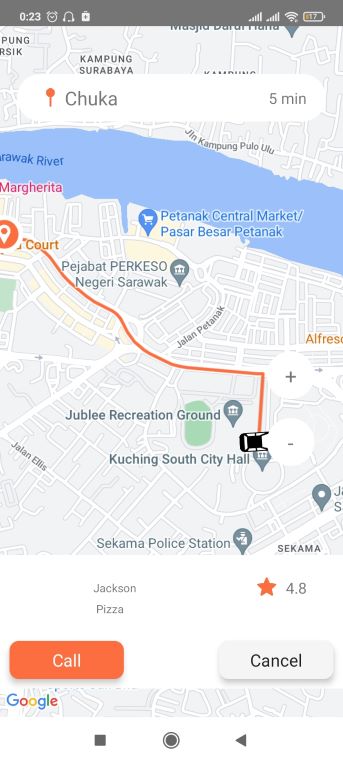 0:23
17
Masjid Darul Hana
KAMPUNG
SURABAYA
Chuka
5 min
Jln Kampung Pulo Ulu
arawak River
Margherita
Petanak Central Market/
Pasar Besar Petanak
Court
Pejabat PERKESO
Negeri Sarawak
Jalan Petanak
Alfresc
+
Jublee Recreation Ground
-
Kuching South City Hall
Jalan Ellis
Sekama Police Station
SEKAMA
Jackson
4.8
Pizza
Call
Cancel
Google